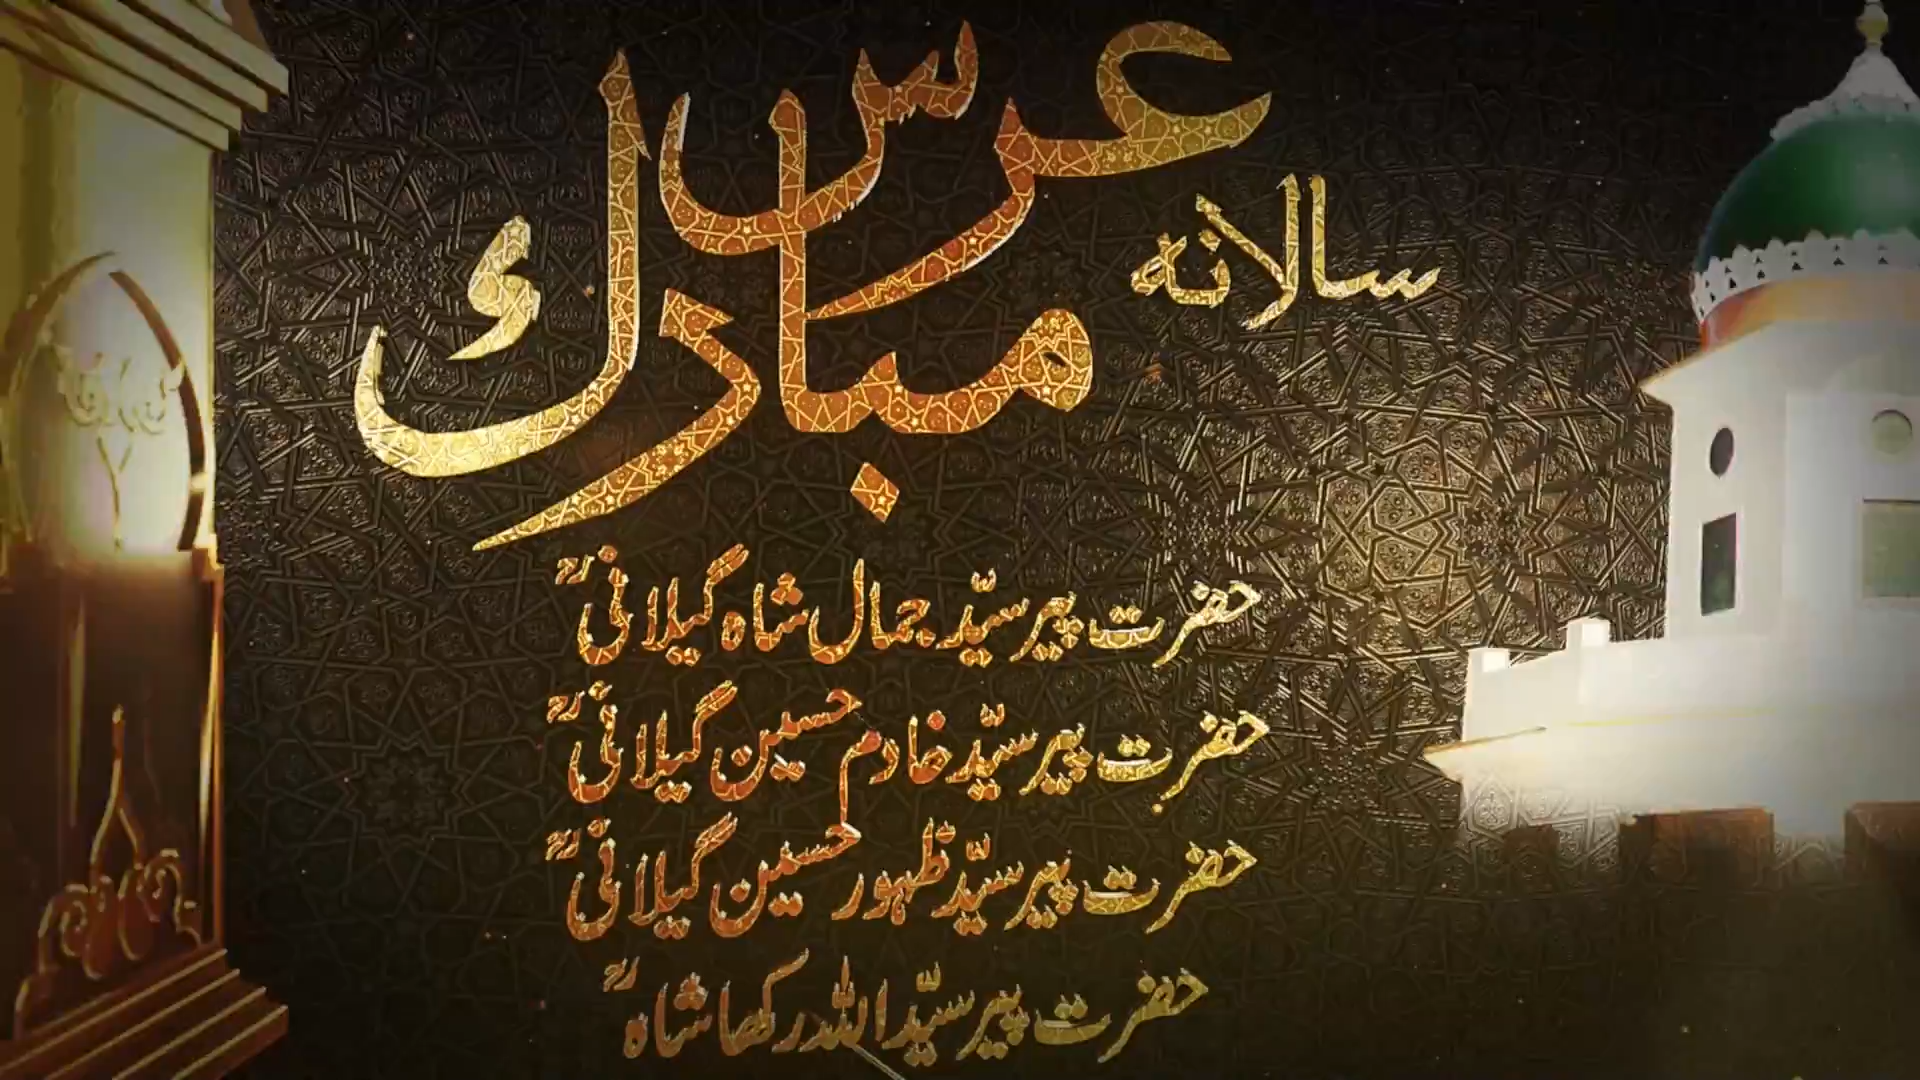 سالانہ
عرس
مبارک
حضرت پیر سیّد جمال شاہ گیلانیؒ
حضرت پیر سیّد خادم حسین گیلانیؒ
حضرت پیر سیّد ظہور حسین گیلانیؒ
حضرت پیر سیّد اللہ رکھا شاہؒ